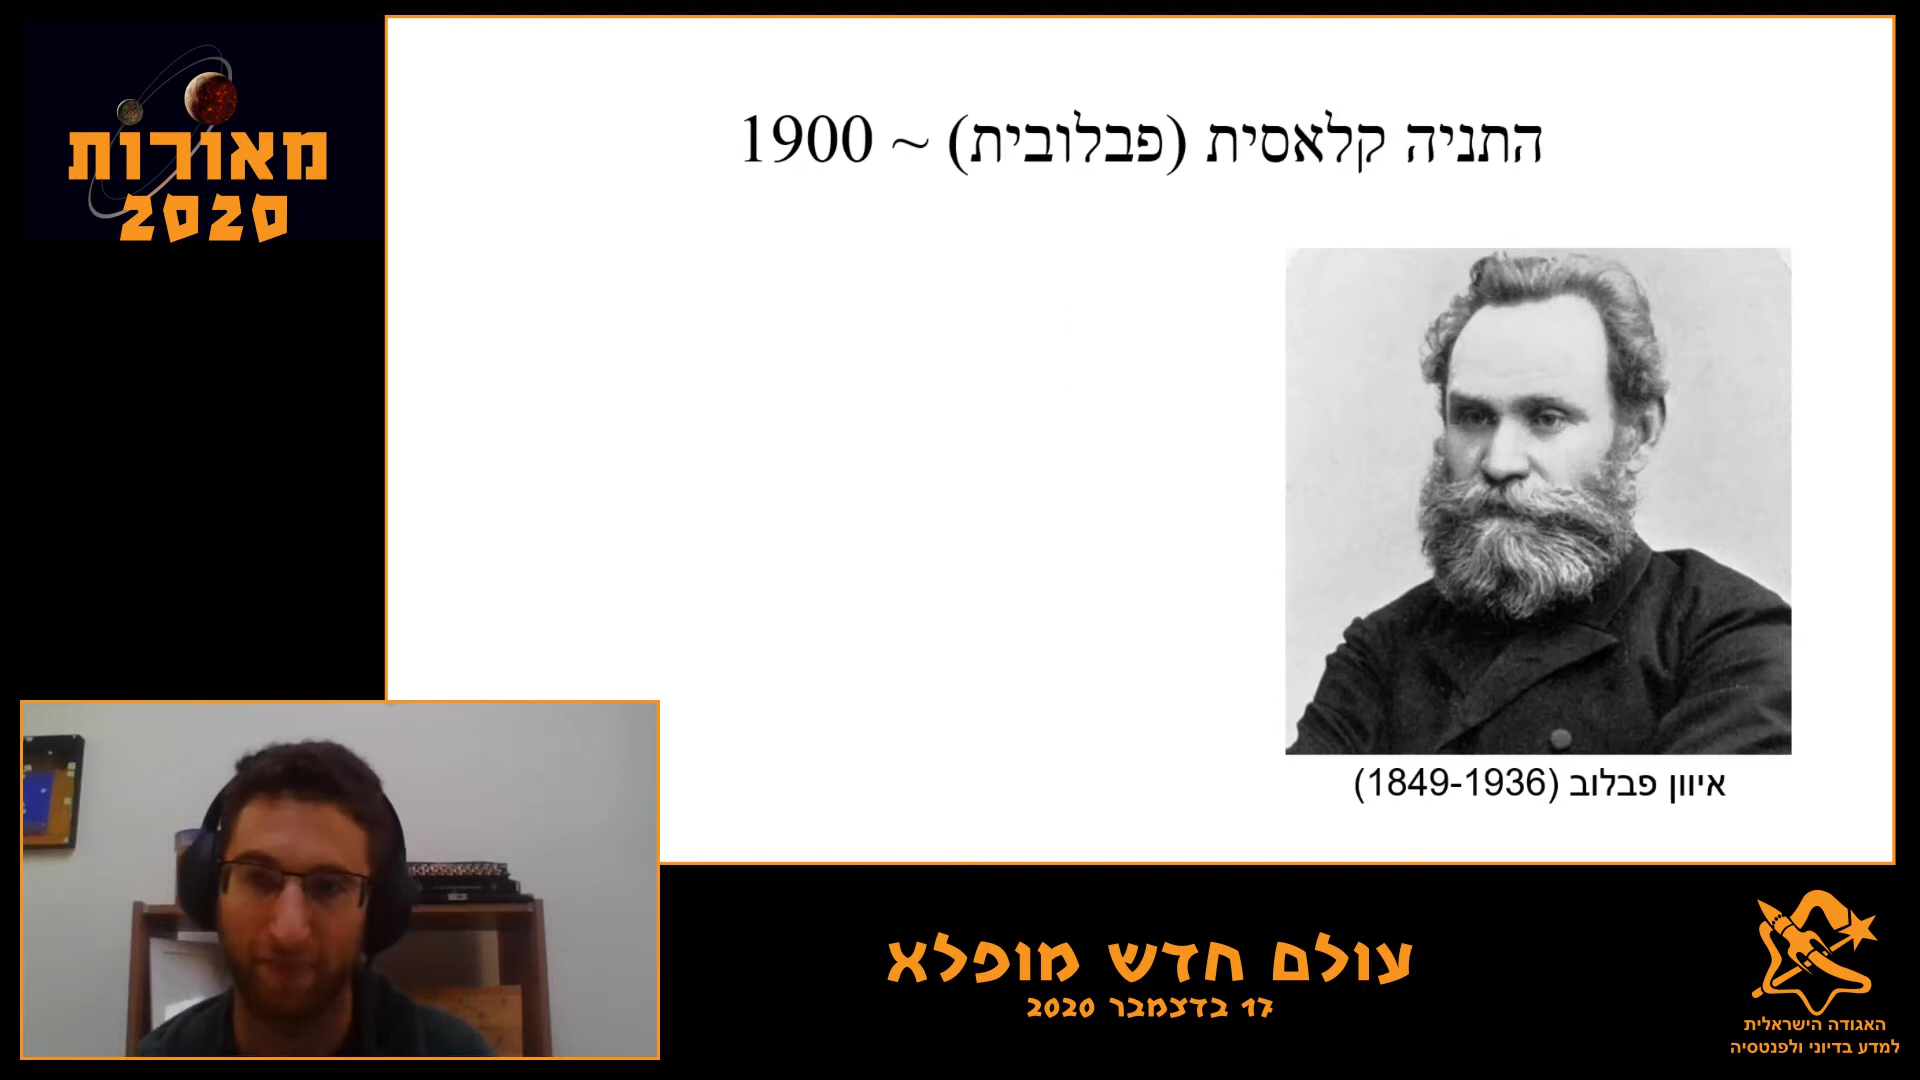 מאורות
2020
התניה קלאסית (פבלובית) ~ 1900
איוון פבלוב (1849-1936)
עולם חדש מופלא
17 בדצמבר 2020
האגודה הישראלית
למדע בדיוני ולפנטסיה